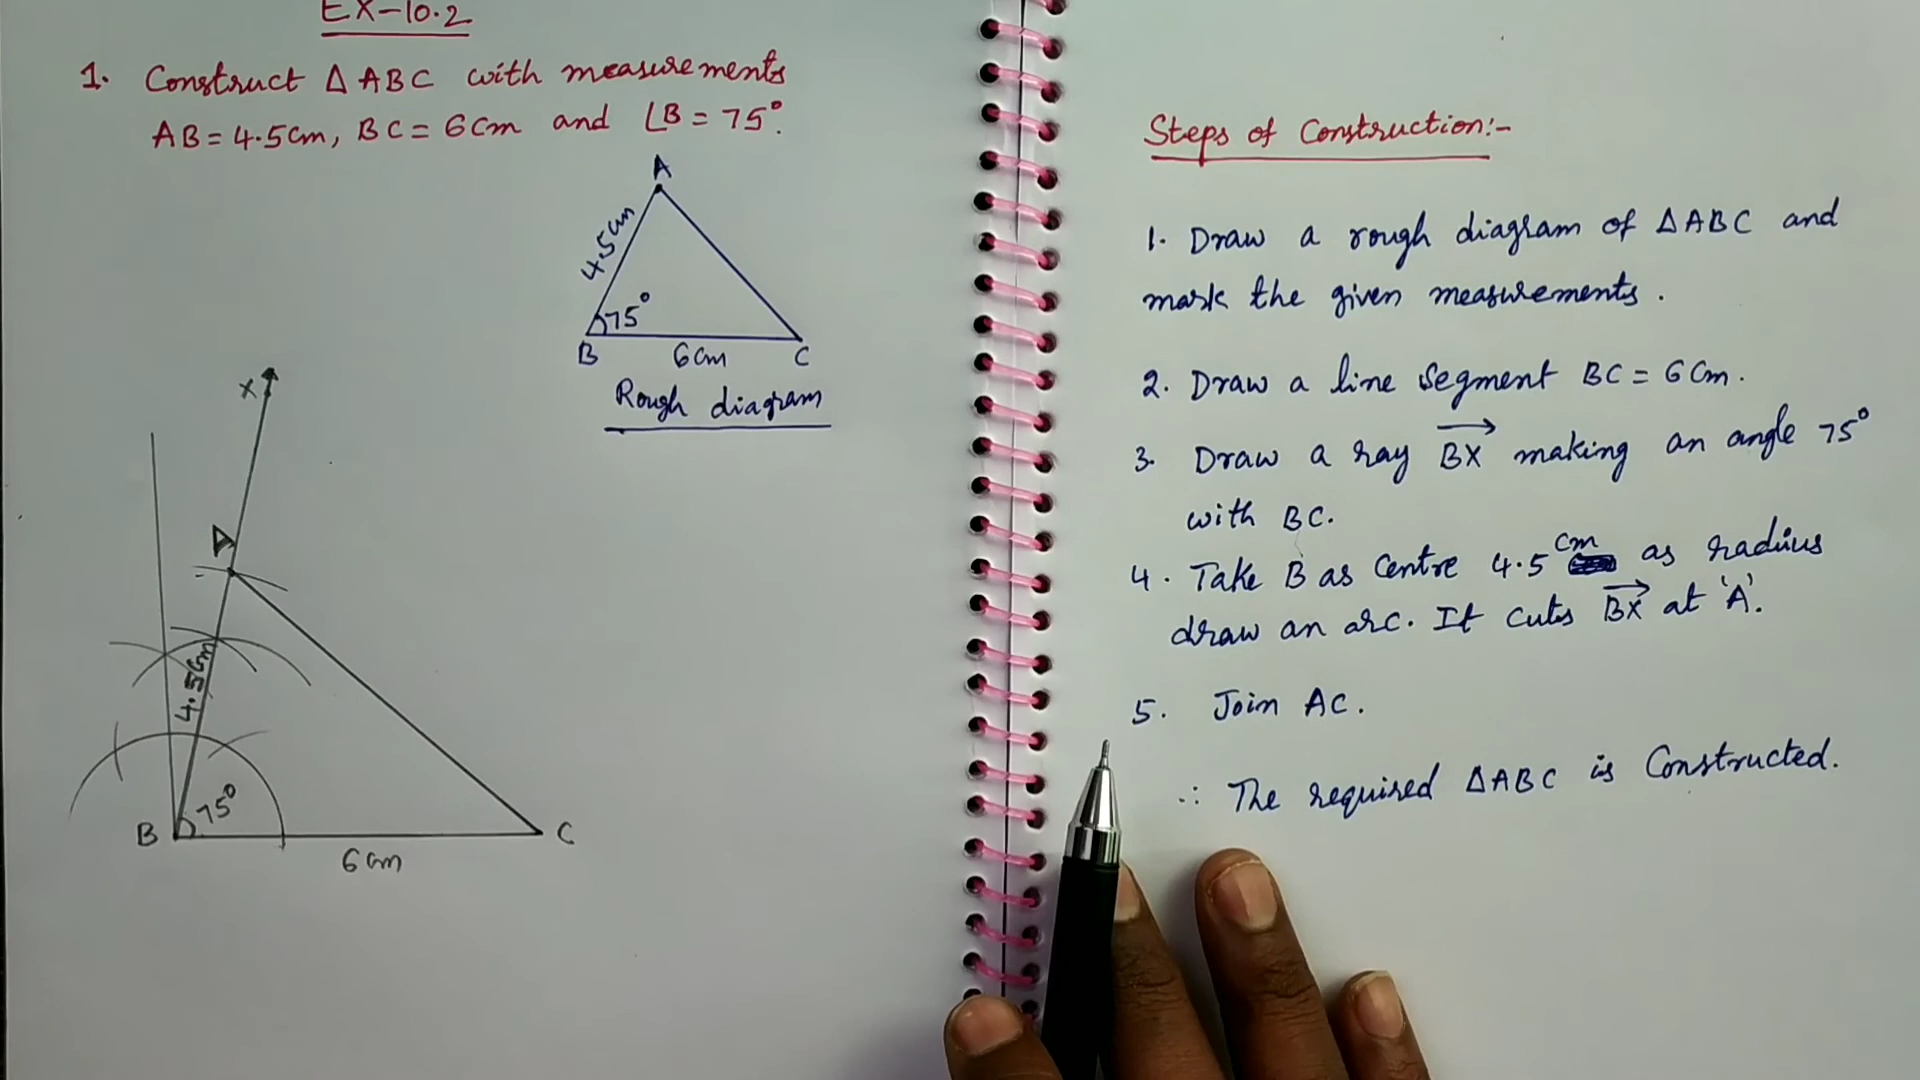 EX-10.2
1. Construct Δ ABC with measurements
AB = 4.5cm, BC = 6cm and ∠B = 75°.
A
4.5cm
75°
B 6cm C
Rough diagram
X
A
4.5cm
75°
B C
6cm
Steps of Construction:-
1. Draw a rough diagram of ΔABC and
mark the given measurements.
2. Draw a line segment BC = 6cm.
3. Draw a ray BX making an angle 75°
with BC.
4. Take B as Centre 4.5 cm as radius
draw an arc. It cuts BX at 'A'.
5. Join AC.
∴ The required ΔABC is Constructed.